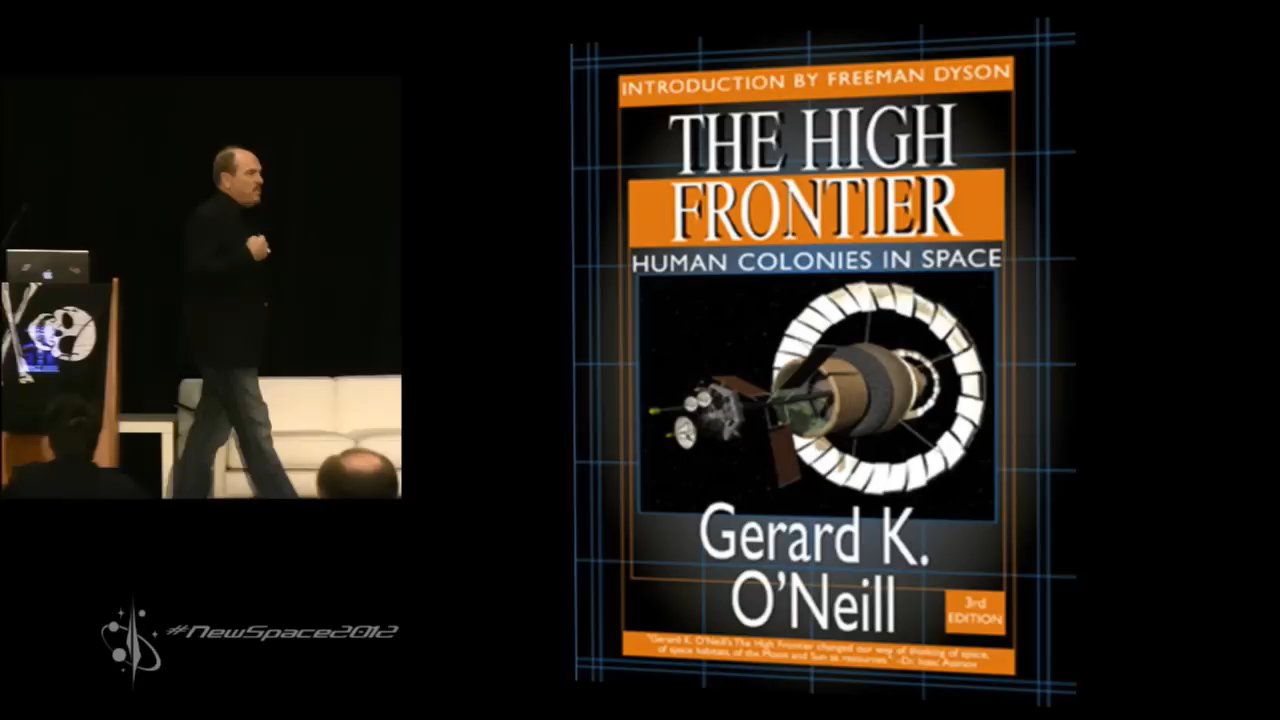 INTRODUCTION BY FREEMAN DYSON
THE HIGH
FRONTIER
HUMAN COLONIES IN SPACE
Gerard K.
O'Neill
3rd
EDITION
"Gerard K. O'Neill's The High Frontier changed our way of thinking of space,
of space habitats, of the Moon and Sun as resources." -Dr. Isaac Asimov
#NewSpace2012